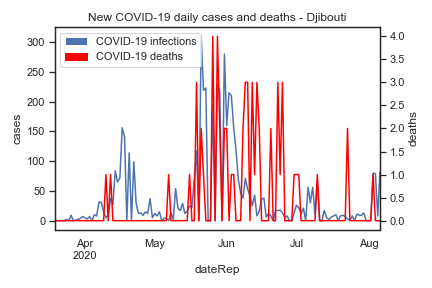 New COVID-19 daily cases and deaths - Djibouti
COVID-19 infections
COVID-19 deaths
300
250
200
150
100
50
0
cases
4.0
3.5
3.0
2.5
2.0
1.5
1.0
0.5
0.0
deaths
Apr
2020
May
Jun
Jul
Aug
dateRep